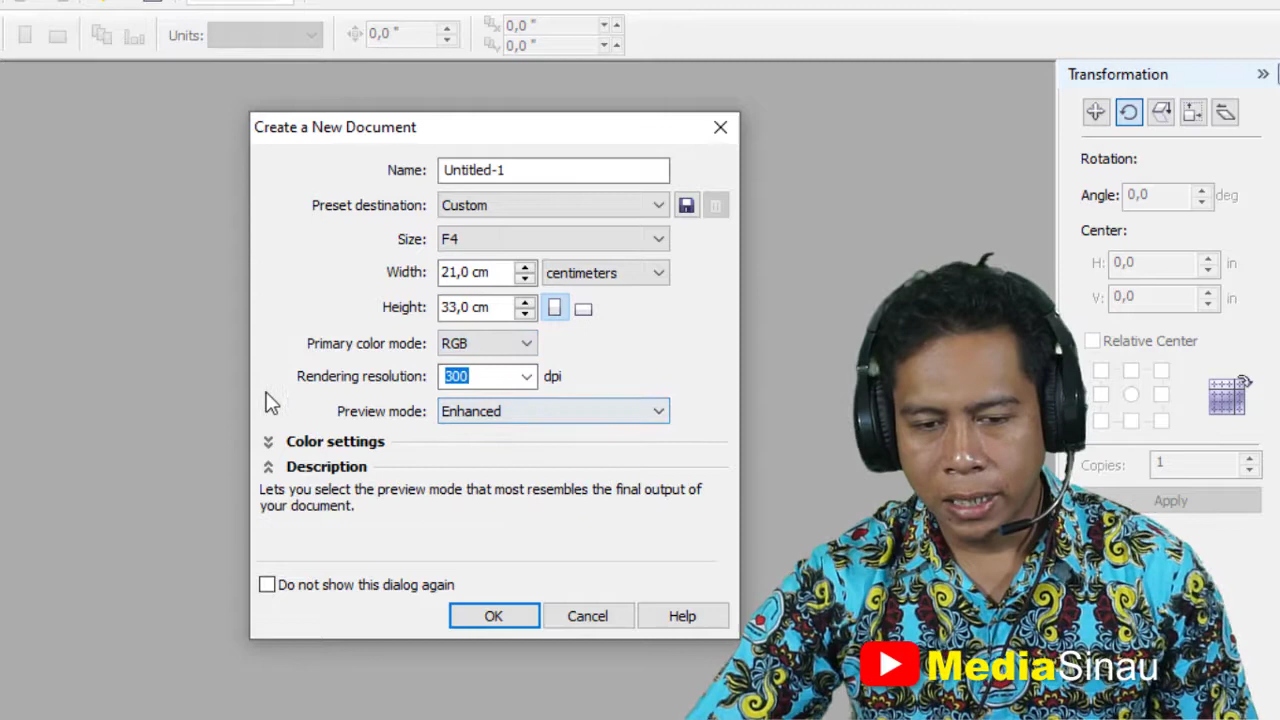 Units:
0,0 °
0,0 °
0,0 °
Transformation
Create a New Document
Name: Untitled-1
Preset destination: Custom
Size: F4
Width: 21,0 cm centimeters
Height: 33,0 cm
Primary color mode: RGB
Rendering resolution: 300 dpi
Preview mode: Enhanced
Color settings
Description
Lets you select the preview mode that most resembles the final output of
your document.
Do not show this dialog again
OK Cancel Help
Rotation:
Angle: 0,0 deg
Center:
H: 0,0 in
V: 0,0 in
Relative Center
Copies: 1
Apply
MediaSinau